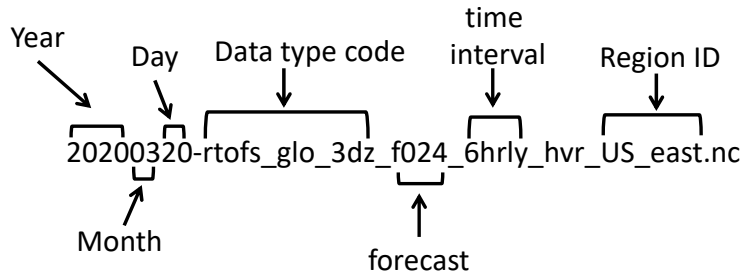 time
Year
Day
Data type code
interval
Region ID
20200320-rtofs_glo_3dz_f024_6hrly_hvr_US_east.nc
Month
forecast